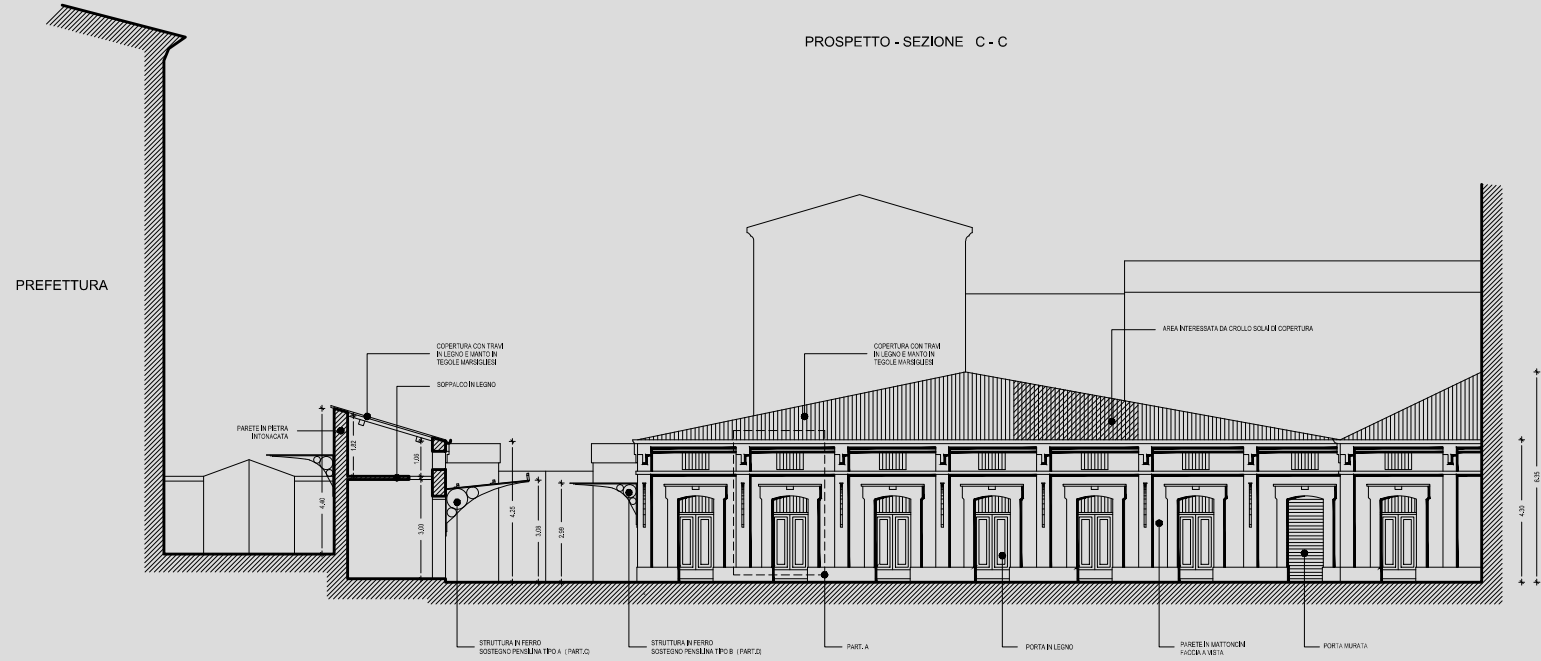 PROSPETTO - SEZIONE C - C
PREFETTURA
COPERTURA CON TRAVI
IN LEGNO E MANTO IN
TEGOLE MARSIGLIESI
SOPPALCO IN LEGNO
PARETE IN PIETRA
INTONACATA
COPERTURA CON TRAVI
IN LEGNO E MANTO IN
TEGOLE MARSIGLIESI
AREA INTERESSATA DA CROLLO SOLAI DI COPERTURA
1,82
1,06
4,40
3,00
4,25
3,08
2,98
4,30
6,35
STRUTTURA IN FERRO
SOSTEGNO PENSILINA TIPO A (PART.C)
STRUTTURA IN FERRO
SOSTEGNO PENSILINA TIPO B (PART.D)
PART. A
PORTA IN LEGNO
PARETE IN MATTONCINI
FACCIA A VISTA
PORTA MURATA